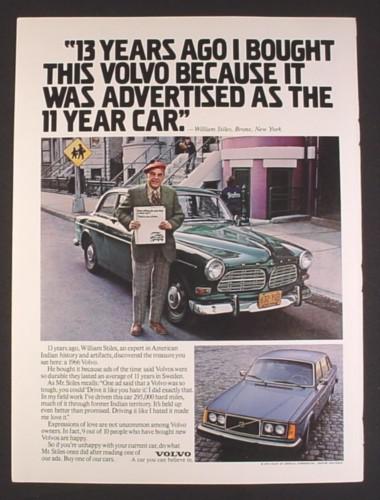 "13 YEARS AGO I BOUGHT
THIS VOLVO BECAUSE IT
WAS ADVERTISED AS THE
11 YEAR CAR."
—William Stiles, Bronx, New York
13 years ago, William Stiles, an expert in American
Indian history and artifacts, discovered the treasure you
see here: a 1966 Volvo.
He bought it because ads of the time said Volvos were
so durable they lasted an average of 11 years in Sweden.
As Mr. Stiles recalls: "One ad said that a Volvo was so
tough, you could 'Drive it like you hate it.' I did exactly that.
In my field work I've driven this car 295,000 hard miles,
much of it through former Indian territory. It's held up
even better than promised. Driving it like I hated it made
me love it."
Expressions of love are not uncommon among Volvo
owners. In fact, 9 out of 10 people who have bought new
Volvos are happy.
So if you're unhappy with your current car, do what
Mr. Stiles once did after reading one of
our ads. Buy one of our cars.
VOLVO
A car you can believe in.